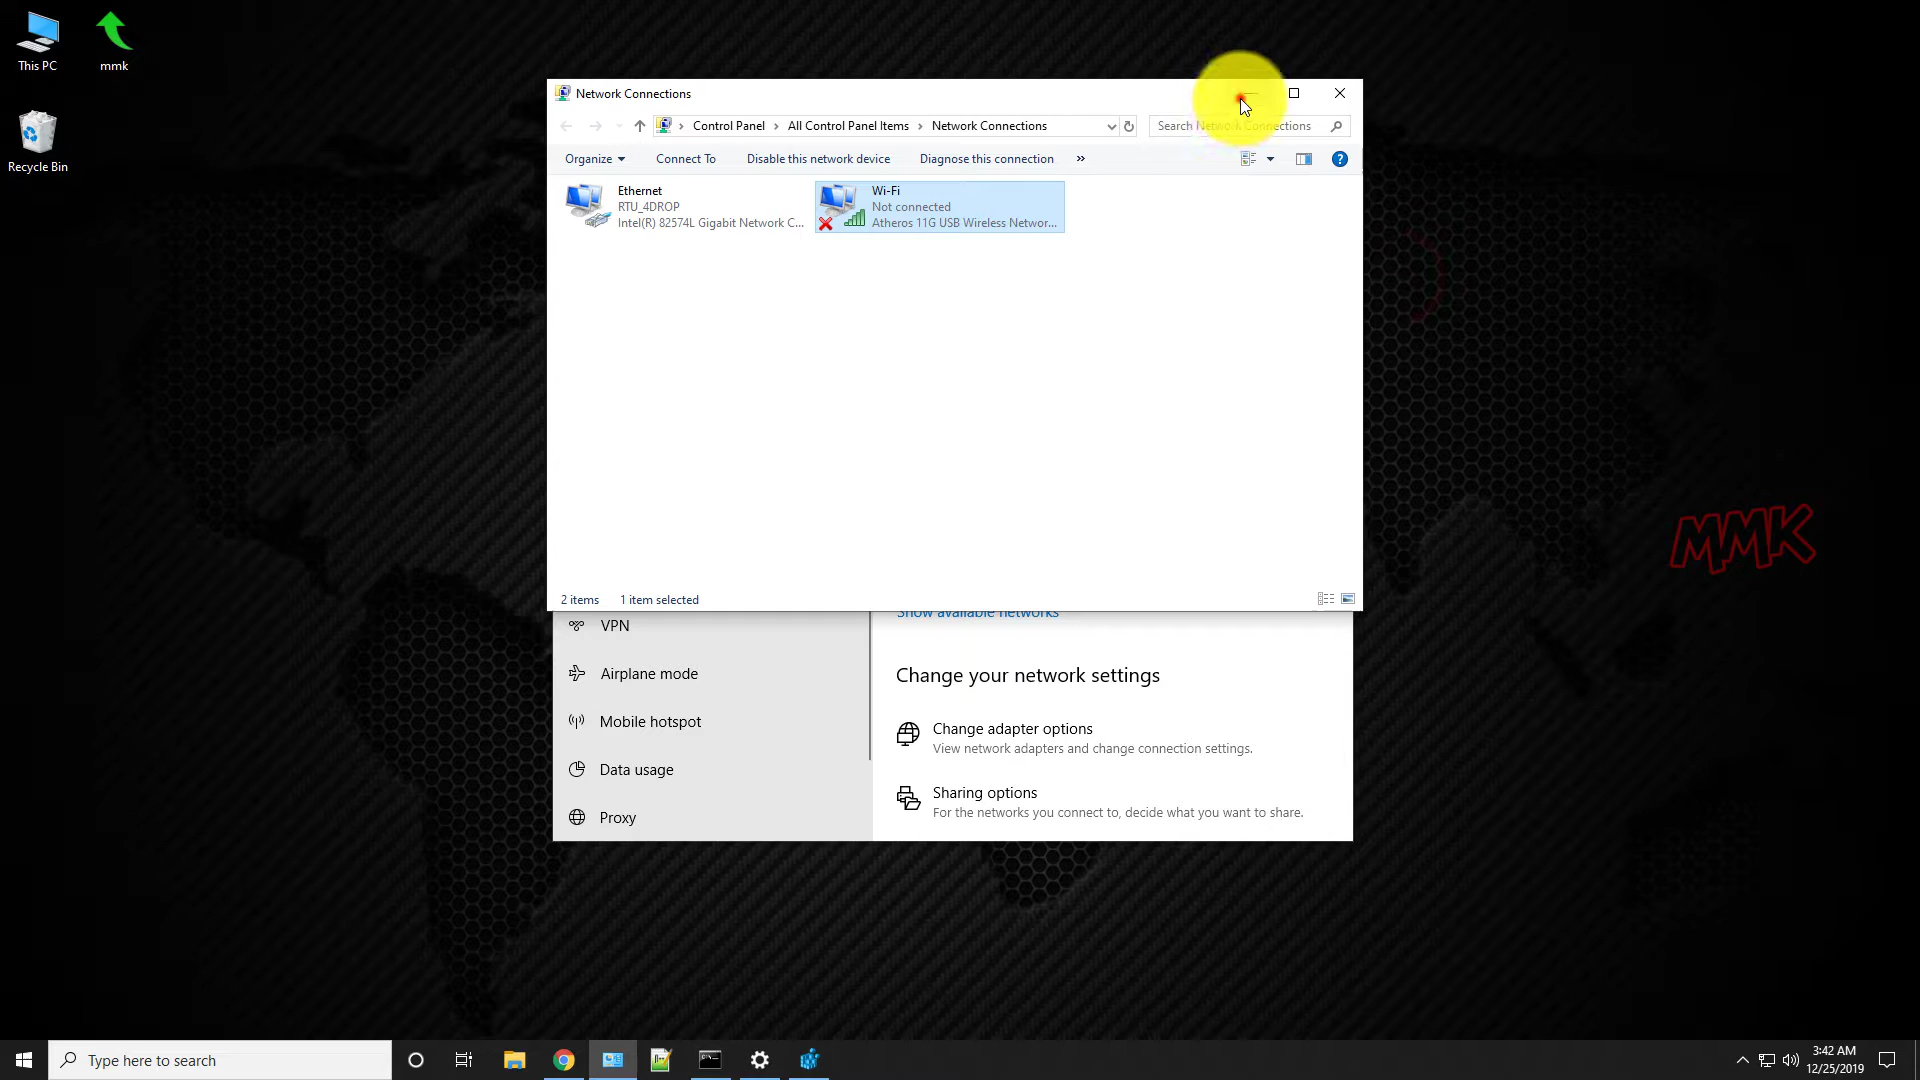 This PC
mmk
Recycle Bin
Network Connections
Control Panel
All Control Panel Items
Network Connections
Search Network Connections
Organize
Connect To
Disable this network device
Diagnose this connection
»
Ethernet
RTU_4DROP
Intel(R) 82574L Gigabit Network C...
Wi-Fi
Not connected
Atheros 11G USB Wireless Networ...
2 items
1 item selected
Show available networks
VPN
Airplane mode
Mobile hotspot
Data usage
Proxy
Change your network settings
Change adapter options
View network adapters and change connection settings.
Sharing options
For the networks you connect to, decide what you want to share.
MMK
Type here to search
3:42 AM
12/25/2019